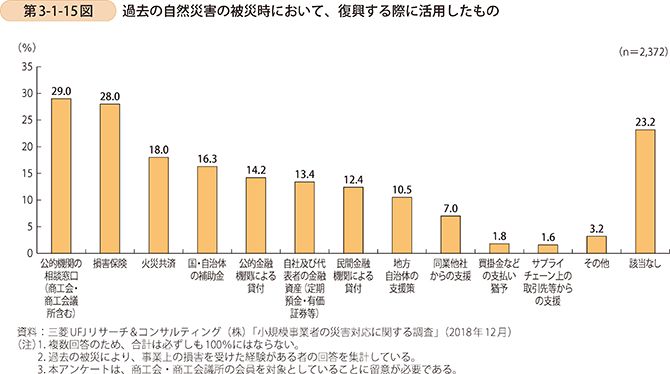 第3-1-15図 過去の自然災害の被災時において、復興する際に活用したもの
(%)
(n=2,372)
35
30
25
20
15
10
5
0
29.0
28.0
18.0
16.3
14.2
13.4
12.4
10.5
7.0
1.8
1.6
3.2
23.2
公的機関の
相談窓口
(商工会・
商工会議
所含む)
損害保険
火災共済
国・自治体
の補助金
公的金融
機関による
貸付
自社及び代
表者の金融
資産(定期
預金・有価
証券等)
民間金融
機関による
貸付
地方
自治体の
支援策
同業他社
からの支援
買掛金など
の支払い
猶予
サプライ
チェーン上の
取引先等から
の支援
その他
該当なし
資料:三菱UFJリサーチ&コンサルティング(株)「小規模事業者の災害対応に関する調査」(2018年12月)
(注)1. 複数回答のため、合計は必ずしも100%にはならない。
2. 過去の被災により、事業上の損害を受けた経験がある者の回答を集計している。
3. 本アンケートは、商工会・商工会議所の会員を対象としていることに留意が必要である。